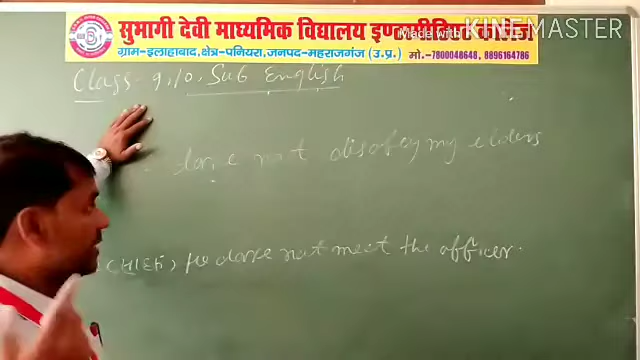 सुभागी देवी माध्यमिक विद्यालय इण्टरमीडिएट कॉलेज
ग्राम-इलाहाबाद, क्षेत्र-पनियरा, जनपद-महराजगंज (उ.प्र.) मो.-7800048648, 8896164786
Made with KINEMASTER
Class - 9, 10, Sub English
dare not disobey my elders
CHIEF, He dare not meet the officer.